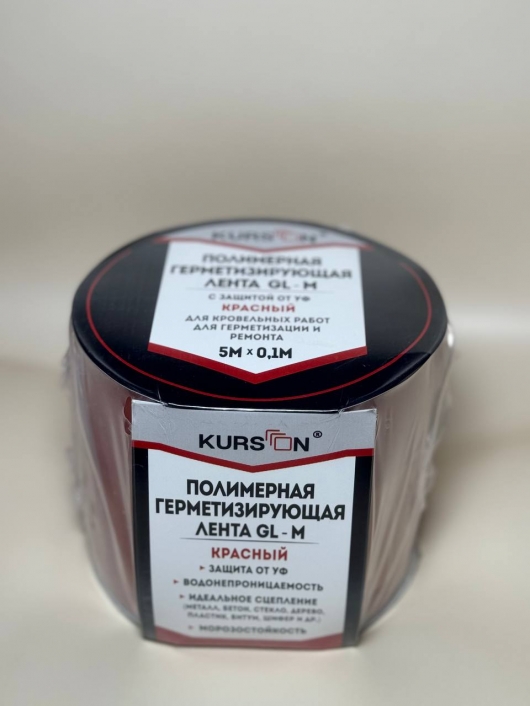 KURSON
ПОЛИМЕРНАЯ
ГЕРМЕТИЗИРУЮЩАЯ
ЛЕНТА GL - М
С ЗАЩИТОЙ ОТ УФ
КРАСНЫЙ
ДЛЯ КРОВЕЛЬНЫХ РАБОТ
ДЛЯ ГЕРМЕТИЗАЦИИ И
РЕМОНТА
5М х 0,1М
KURSON®
ПОЛИМЕРНАЯ
ГЕРМЕТИЗИРУЮЩАЯ
ЛЕНТА GL - М
КРАСНЫЙ
ЗАЩИТА ОТ УФ
ВОДОНЕПРОНИЦАЕМОСТЬ
ИДЕАЛЬНОЕ СЦЕПЛЕНИЕ
(МЕТАЛЛ, БЕТОН, СТЕКЛО, ДЕРЕВО,
ПЛАСТИК, БИТУМ, ШИФЕР И ДР.)
МОРОЗОСТОЙКОСТЬ